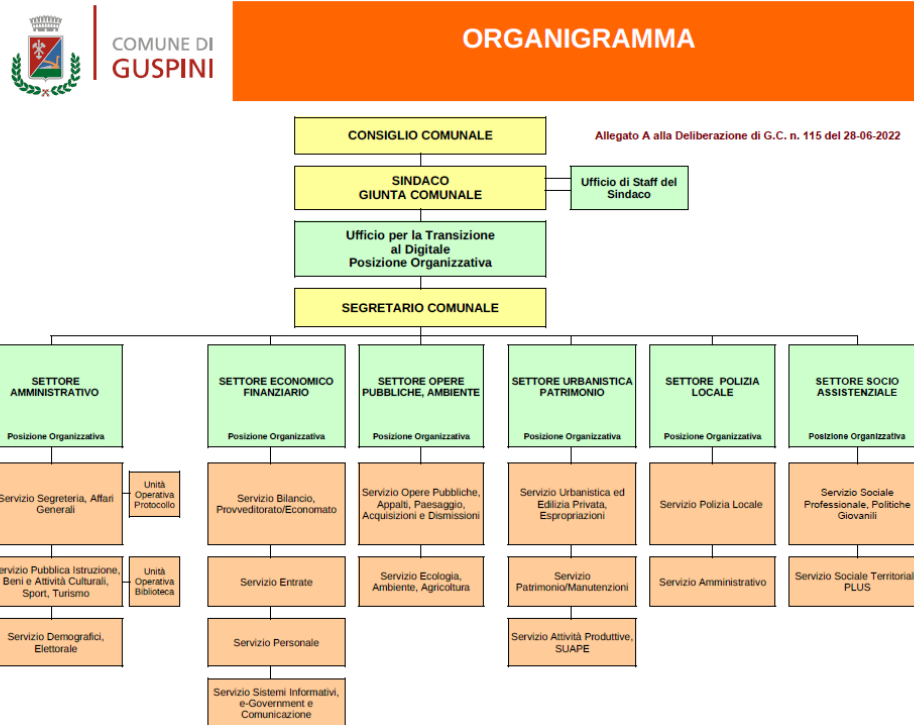 COMUNE DI
GUSPINI
ORGANIGRAMMA
CONSIGLIO COMUNALE
Allegato A alla Deliberazione di G.C. n. 115 del 28-06-2022
SINDACO
GIUNTA COMUNALE
Ufficio di Staff del
Sindaco
Ufficio per la Transizione
al Digitale
Posizione Organizzativa
SEGRETARIO COMUNALE
SETTORE
AMMINISTRATIVO
Posizione Organizzativa
SETTORE ECONOMICO
FINANZIARIO
Posizione Organizzativa
SETTORE OPERE
PUBBLICHE, AMBIENTE
Posizione Organizzativa
SETTORE URBANISTICA
PATRIMONIO
Posizione Organizzativa
SETTORE POLIZIA
LOCALE
Posizione Organizzativa
SETTORE SOCIO
ASSISTENZIALE
Posizione Organizzativa
Servizio Segreteria, Affari
Generali
Unità
Operativa
Protocollo
Servizio Bilancio,
Provveditorato/Economato
Servizio Opere Pubbliche,
Appalti, Paesaggio,
Acquisizioni e Dismissioni
Servizio Urbanistica ed
Edilizia Privata,
Espropriazioni
Servizio Polizia Locale
Servizio Sociale
Professionale, Politiche
Giovanili
ervizio Pubblica Istruzione,
Beni e Attività Culturali,
Sport, Turismo
Unità
Operativa
Biblioteca
Servizio Entrate
Servizio Ecologia,
Ambiente, Agricoltura
Servizio
Patrimonio/Manutenzioni
Servizio Amministrativo
Servizio Sociale Territorial
PLUS
Servizio Demografici,
Elettorale
Servizio Personale
Servizio Attività Produttive,
SUAPE
Servizio Sistemi Informativi,
e-Government e
Comunicazione